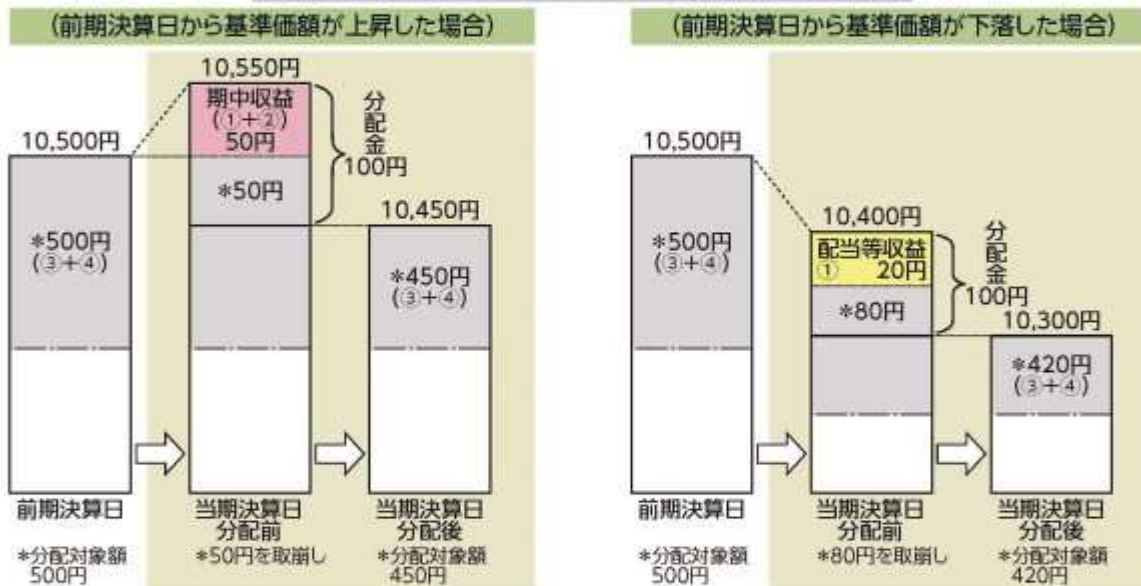 (前期決算日から基準価額が上昇した場合)
10,550円
期中収益
(①+②)
50円
分配金
100円
10,500円
*50円
10,450円
*500円
(③+④)
*450円
(③+④)
前期決算日
当期決算日
分配前
当期決算日
分配後
*分配対象額
500円
*50円を取崩し
*分配対象額
450円
(前期決算日から基準価額が下落した場合)
10,500円
10,400円
*500円
(③+④)
配当等収益
① 20円
分配金
100円
*80円
10,300円
*420円
(③+④)
前期決算日
当期決算日
分配前
当期決算日
分配後
*分配対象額
500円
*80円を取崩し
*分配対象額
420円